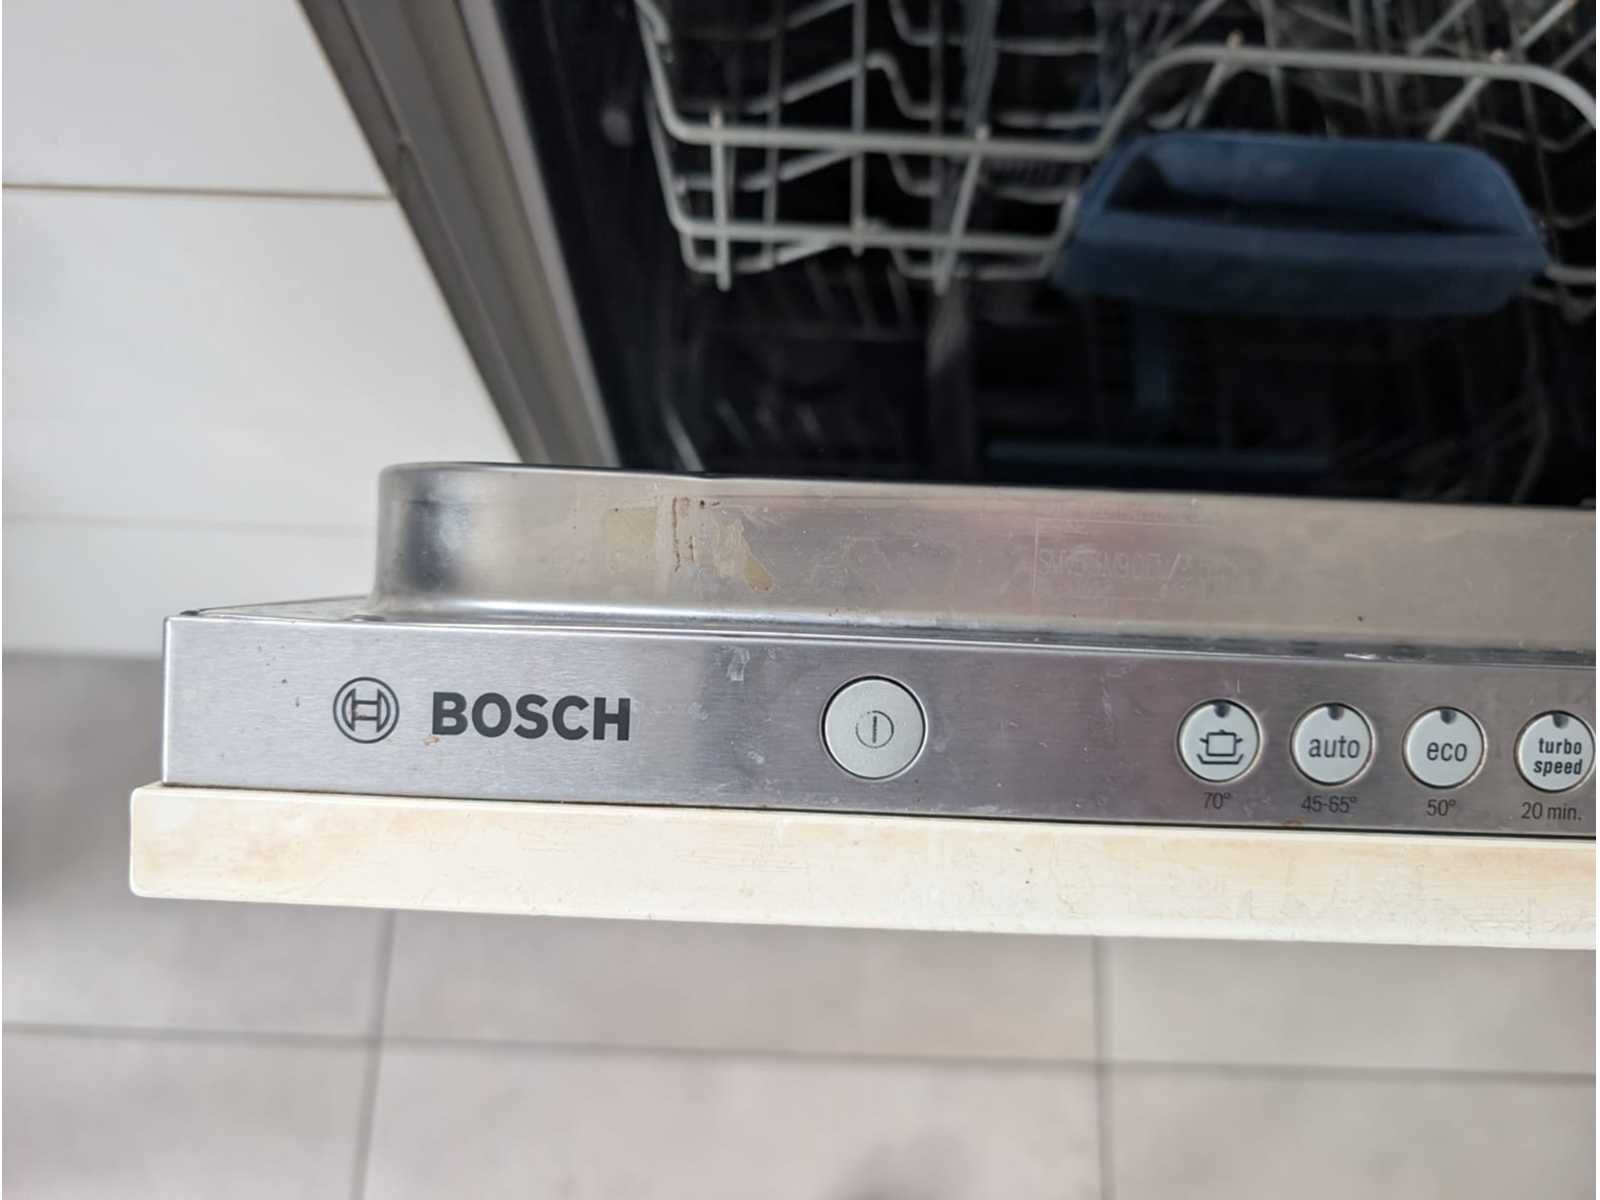 BOSCH
auto
eco
turbo
speed
70°
45-65°
50°
20 min.